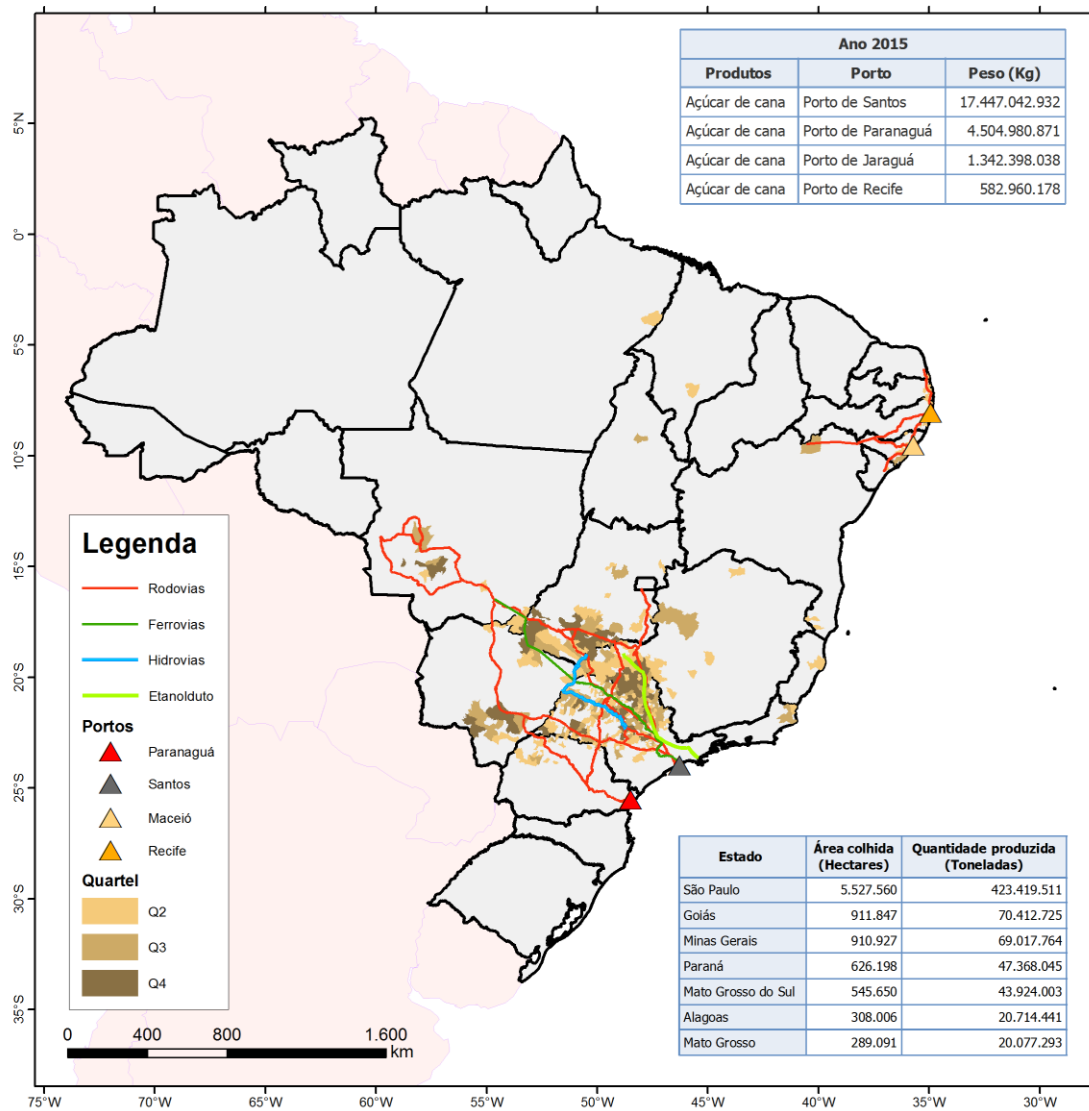 Ano 2015
Produtos Porto Peso (Kg)
Açúcar de cana Porto de Santos 17.447.042.932
Açúcar de cana Porto de Paranaguá 4.504.980.871
Açúcar de cana Porto de Jaraguá 1.342.398.038
Açúcar de cana Porto de Recife 582.960.178
5°N
0°
5°S
10°S
15°S
20°S
25°S
30°S
35°S
Legenda
Rodovias
Ferrovias
Hidrovias
Etanolduto
Portos
Paranaguá
Santos
Maceió
Recife
Quartel
Q2
Q3
Q4
0 400 800 1.600
km
Estado Área colhida (Hectares) Quantidade produzida (Toneladas)
São Paulo 5.527.560 423.419.511
Goiás 911.847 70.412.725
Minas Gerais 910.927 69.017.764
Paraná 626.198 47.368.045
Mato Grosso do Sul 545.650 43.924.003
Alagoas 308.006 20.714.441
Mato Grosso 289.091 20.077.293
75°W 70°W 65°W 60°W 55°W 50°W 45°W 40°W 35°W 30°W